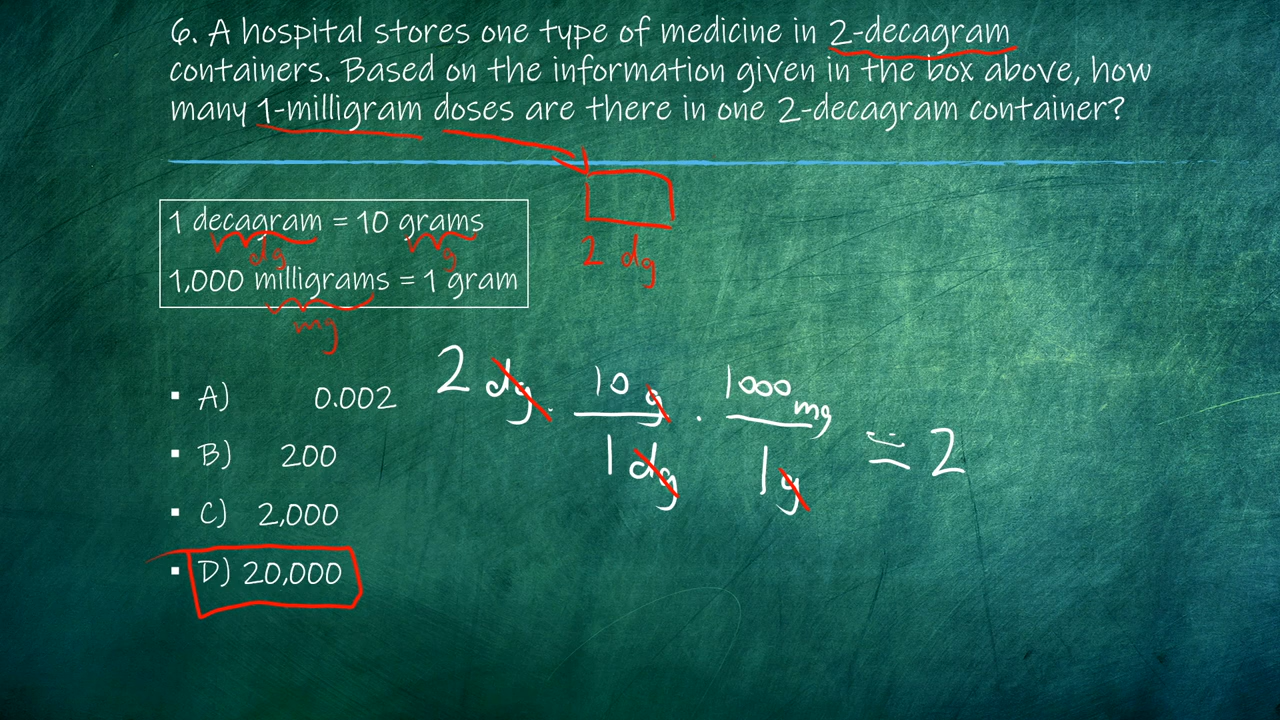 6. A hospital stores one type of medicine in 2-decagram
containers. Based on the information given in the box above, how
many 1-milligram doses are there in one 2-decagram container?
1 decagram = 10 grams
dg g
2 dg
1,000 milligrams = 1 gram
mg
2 dg . 10 g / 1 dg . 1000 mg / 1 g = 2
▪ A) 0.002
▪ B) 200
▪ C) 2,000
▪ D) 20,000